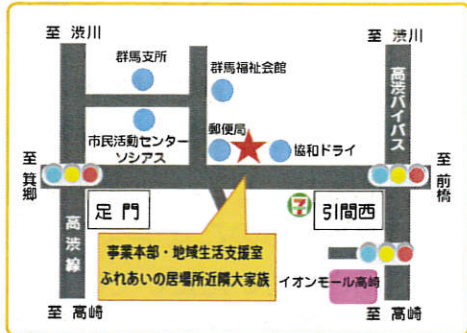 至 渋川
至 渋川
群馬支所
群馬福祉会館
高渋バイパス
市民活動センター
ソシアス
郵便局
協和ドライ
至 箕郷
至 前橋
足門
7
引間西
高渋線
事業本部・地域生活支援室
ふれあいの居場所近隣大家族
イオンモール高崎
至 高崎
至 高崎